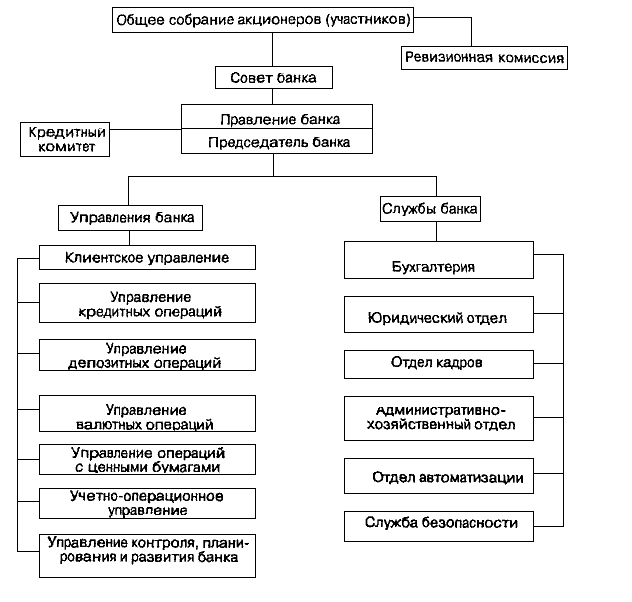 Общее собрание акционеров (участников)
Ревизионная комиссия
Совет банка
Правление банка
Председатель банка
Кредитный
комитет
Управления банка
Клиентское управление
Управление
кредитных операций
Управление
депозитных операций
Управление
валютных операций
Управление операций
с ценными бумагами
Учетно-операционное
управление
Управление контроля, плани-
рования и развития банка
Службы банка
Бухгалтерия
Юридический отдел
Отдел кадров
Административно-
хозяйственный отдел
Отдел автоматизации
Служба безопасности